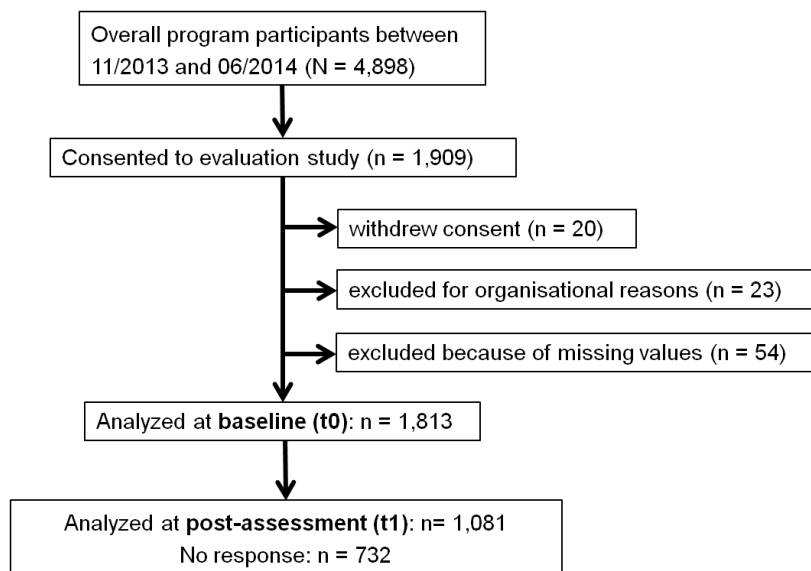 Overall program participants between
11/2013 and 06/2014 (N = 4,898)
Consented to evaluation study (n = 1,909)
withdrew consent (n = 20)
excluded for organisational reasons (n = 23)
excluded because of missing values (n = 54)
Analyzed at baseline (t0): n = 1,813
Analyzed at post-assessment (t1): n= 1,081
No response: n = 732